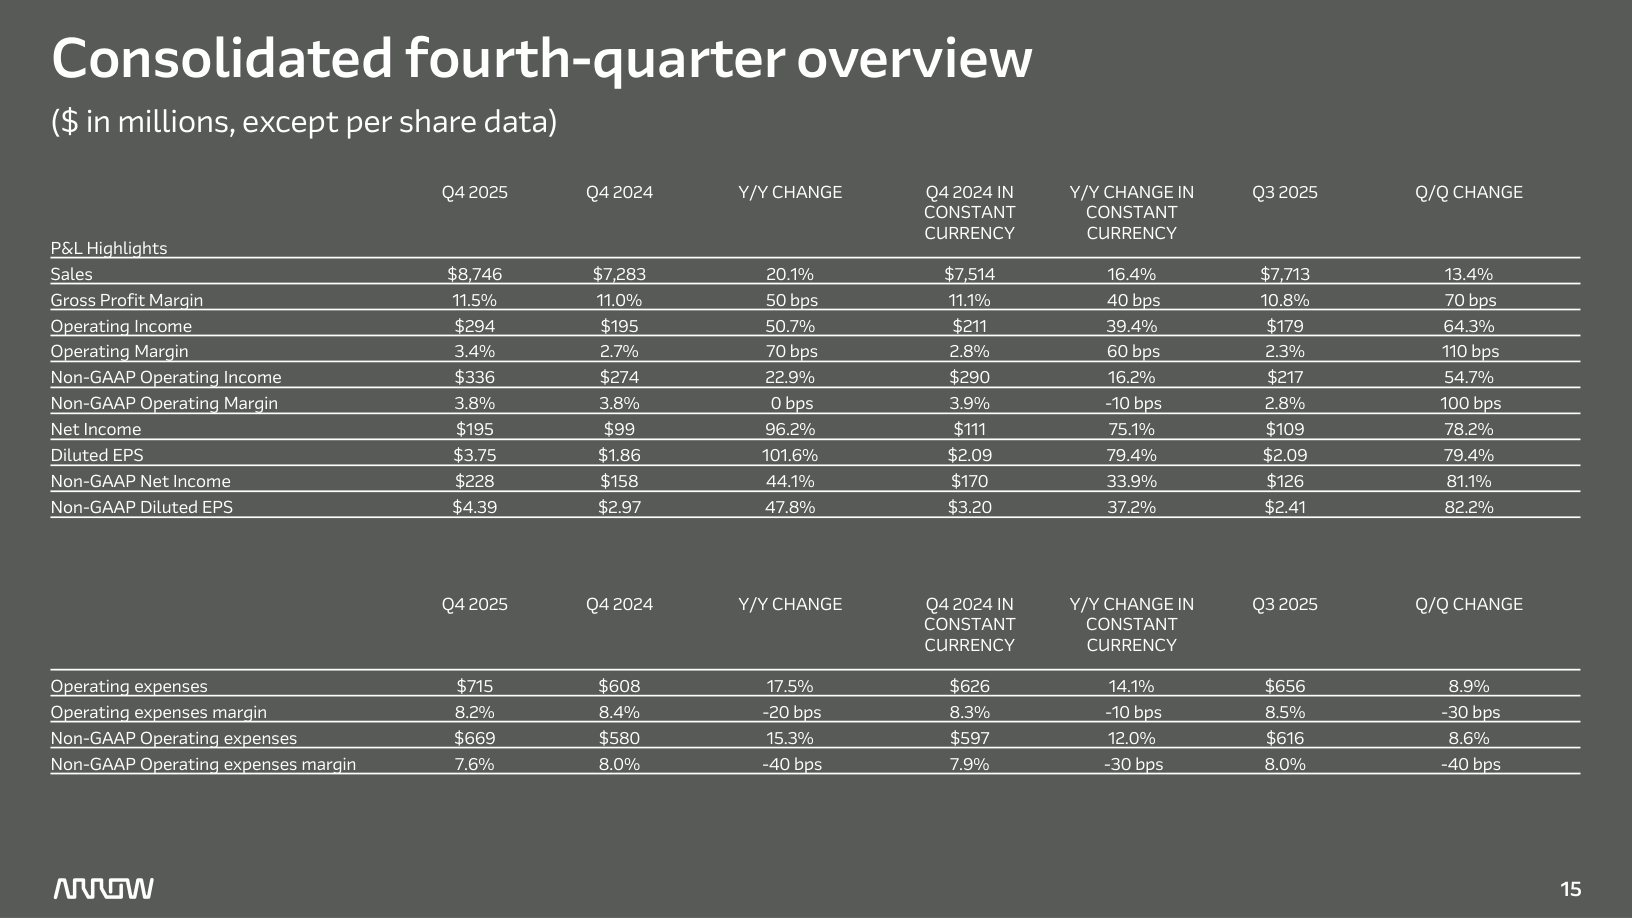 Consolidated fourth-quarter overview
($ in millions, except per share data)
Q4 2025 Q4 2024 Y/Y CHANGE Q4 2024 IN CONSTANT CURRENCY Y/Y CHANGE IN CONSTANT CURRENCY Q3 2025 Q/Q CHANGE
P&L Highlights
Sales $8,746 $7,283 20.1% $7,514 16.4% $7,713 13.4%
Gross Profit Margin 11.5% 11.0% 50 bps 11.1% 40 bps 10.8% 70 bps
Operating Income $294 $195 50.7% $211 39.4% $179 64.3%
Operating Margin 3.4% 2.7% 70 bps 2.8% 60 bps 2.3% 110 bps
Non-GAAP Operating Income $336 $274 22.9% $290 16.2% $217 54.7%
Non-GAAP Operating Margin 3.8% 3.8% 0 bps 3.9% -10 bps 2.8% 100 bps
Net Income $195 $99 96.2% $111 75.1% $109 78.2%
Diluted EPS $3.75 $1.86 101.6% $2.09 79.4% $2.09 79.4%
Non-GAAP Net Income $228 $158 44.1% $170 33.9% $126 81.1%
Non-GAAP Diluted EPS $4.39 $2.97 47.8% $3.20 37.2% $2.41 82.2%
Q4 2025 Q4 2024 Y/Y CHANGE Q4 2024 IN CONSTANT CURRENCY Y/Y CHANGE IN CONSTANT CURRENCY Q3 2025 Q/Q CHANGE
Operating expenses $715 $608 17.5% $626 14.1% $656 8.9%
Operating expenses margin 8.2% 8.4% -20 bps 8.3% -10 bps 8.5% -30 bps
Non-GAAP Operating expenses $669 $580 15.3% $597 12.0% $616 8.6%
Non-GAAP Operating expenses margin 7.6% 8.0% -40 bps 7.9% -30 bps 8.0% -40 bps
ARROW
15